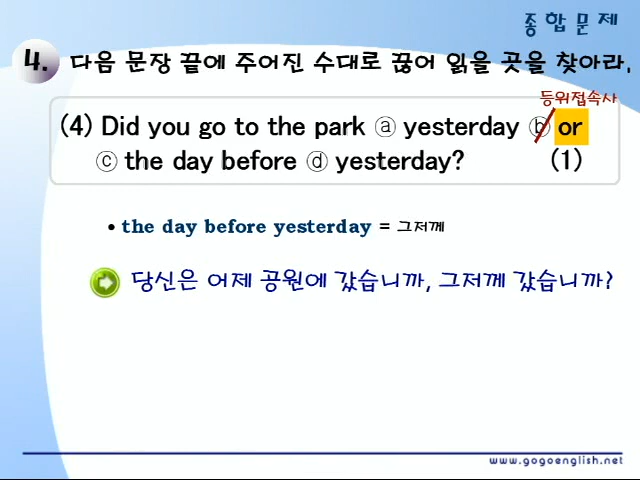 종합문제
4. 다음 문장 끝에 주어진 수대로 끊어 읽을 곳을 찾아라.
등위접속사
(4) Did you go to the park ⓐ yesterday ⓑ or
ⓒ the day before ⓓ yesterday? (1)
• the day before yesterday = 그저께
당신은 어제 공원에 갔습니까, 그저께 갔습니까?
www.gogoenglish.net